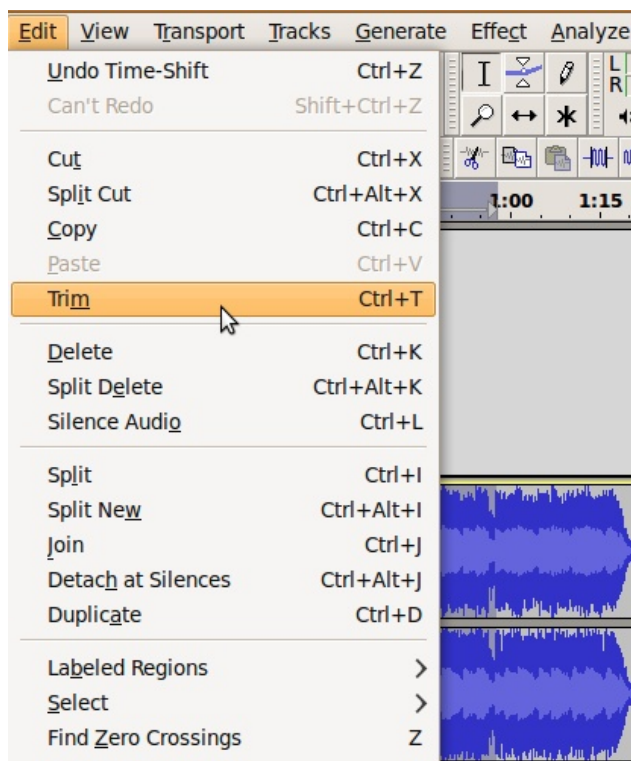 Edit View Transport Tracks Generate Effect Analyze
Undo Time-Shift Ctrl+Z
Can't Redo Shift+Ctrl+Z
L
R
Cut Ctrl+X
Split Cut Ctrl+Alt+X
1:00 1:15
Copy Ctrl+C
Paste Ctrl+V
Trim Ctrl+T
Delete Ctrl+K
Split Delete Ctrl+Alt+K
Silence Audio Ctrl+L
Split Ctrl+I
Split New Ctrl+Alt+I
Join Ctrl+J
Detach at Silences Ctrl+Alt+J
Duplicate Ctrl+D
Labeled Regions
Select
Find Zero Crossings Z